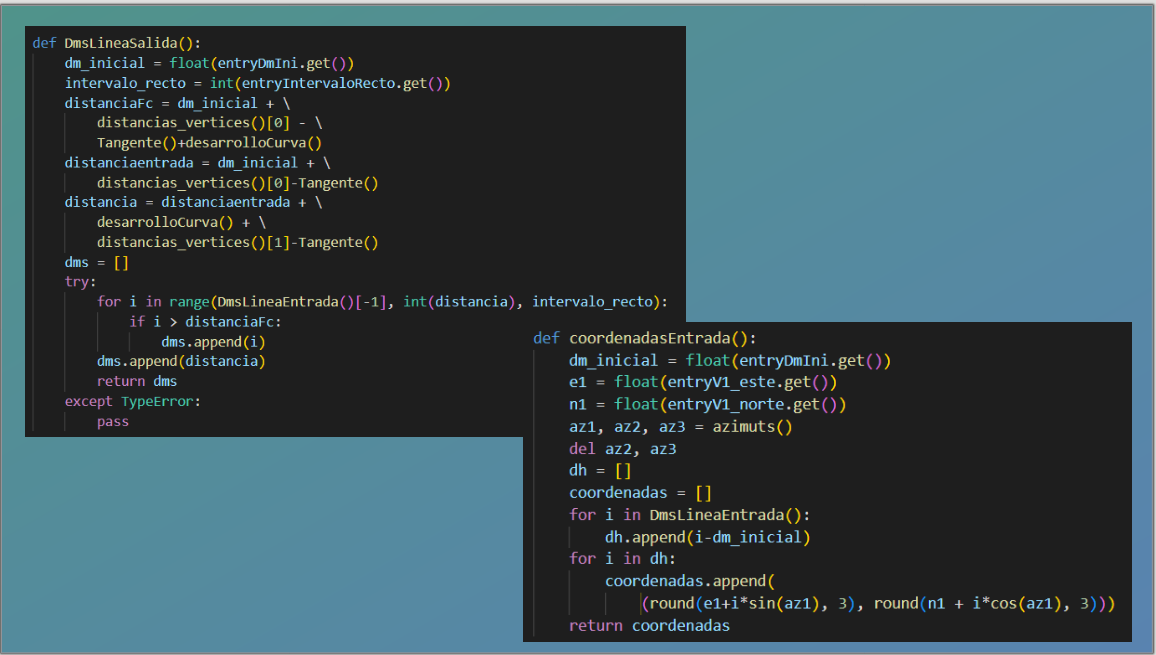 def DmsLineaSalida():
    dm_inicial = float(entryDmIni.get())
    intervalo_recto = int(entryIntervaloRecto.get())
    distanciaFc = dm_inicial + \
        distancias_vertices()[0] - \
        Tangente()+desarrolloCurva()
    distanciaentrada = dm_inicial + \
        distancias_vertices()[0]-Tangente()
    distancia = distanciaentrada + \
        desarrolloCurva() + \
        distancias_vertices()[1]-Tangente()
    dms = []
    try:
        for i in range(DmsLineaEntrada()[-1], int(distancia), intervalo_recto):
            if i > distanciaFc:
                dms.append(i)
        dms.append(distancia)
        return dms
    except TypeError:
        pass
def coordenadasEntrada():
    dm_inicial = float(entryDmIni.get())
    e1 = float(entryV1_este.get())
    n1 = float(entryV1_norte.get())
    az1, az2, az3 = azimuts()
    del az2, az3
    dh = []
    coordenadas = []
    for i in DmsLineaEntrada():
        dh.append(i-dm_inicial)
    for i in dh:
        coordenadas.append(
            (round(e1+i*sin(az1), 3), round(n1 + i*cos(az1), 3)))
    return coordenadas